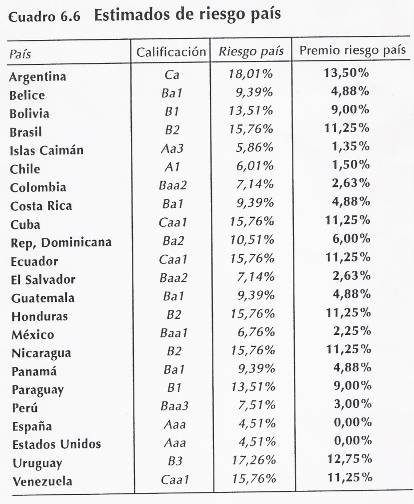 Cuadro 6.6 Estimados de riesgo país
País Calificación Riesgo país Premio riesgo país
Argentina Ca 18,01% 13,50%
Belice Ba1 9,39% 4,88%
Bolivia B1 13,51% 9,00%
Brasil B2 15,76% 11,25%
Islas Caimán Aa3 5,86% 1,35%
Chile A1 6,01% 1,50%
Colombia Baa2 7,14% 2,63%
Costa Rica Ba1 9,39% 4,88%
Cuba Caa1 15,76% 11,25%
Rep, Dominicana Ba2 10,51% 6,00%
Ecuador Caa1 15,76% 11,25%
El Salvador Baa2 7,14% 2,63%
Guatemala Ba1 9,39% 4,88%
Honduras B2 15,76% 11,25%
México Baa1 6,76% 2,25%
Nicaragua B2 15,76% 11,25%
Panamá Ba1 9,39% 4,88%
Paraguay B1 13,51% 9,00%
Perú Baa3 7,51% 3,00%
España Aaa 4,51% 0,00%
Estados Unidos Aaa 4,51% 0,00%
Uruguay B3 17,26% 12,75%
Venezuela Caa1 15,76% 11,25%